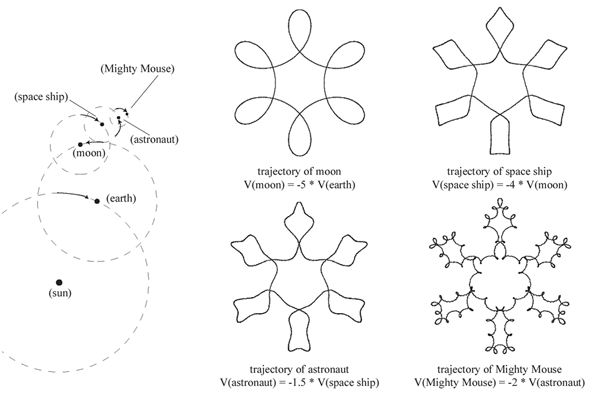 (Mighty Mouse)
(space ship)
(astronaut)
(moon)
(earth)
(sun)
trajectory of moon
V(moon) = -5 * V(earth)
trajectory of space ship
V(space ship) = -4 * V(moon)
trajectory of astronaut
V(astronaut) = -1.5 * V(space ship)
trajectory of Mighty Mouse
V(Mighty Mouse) = -2 * V(astronaut)